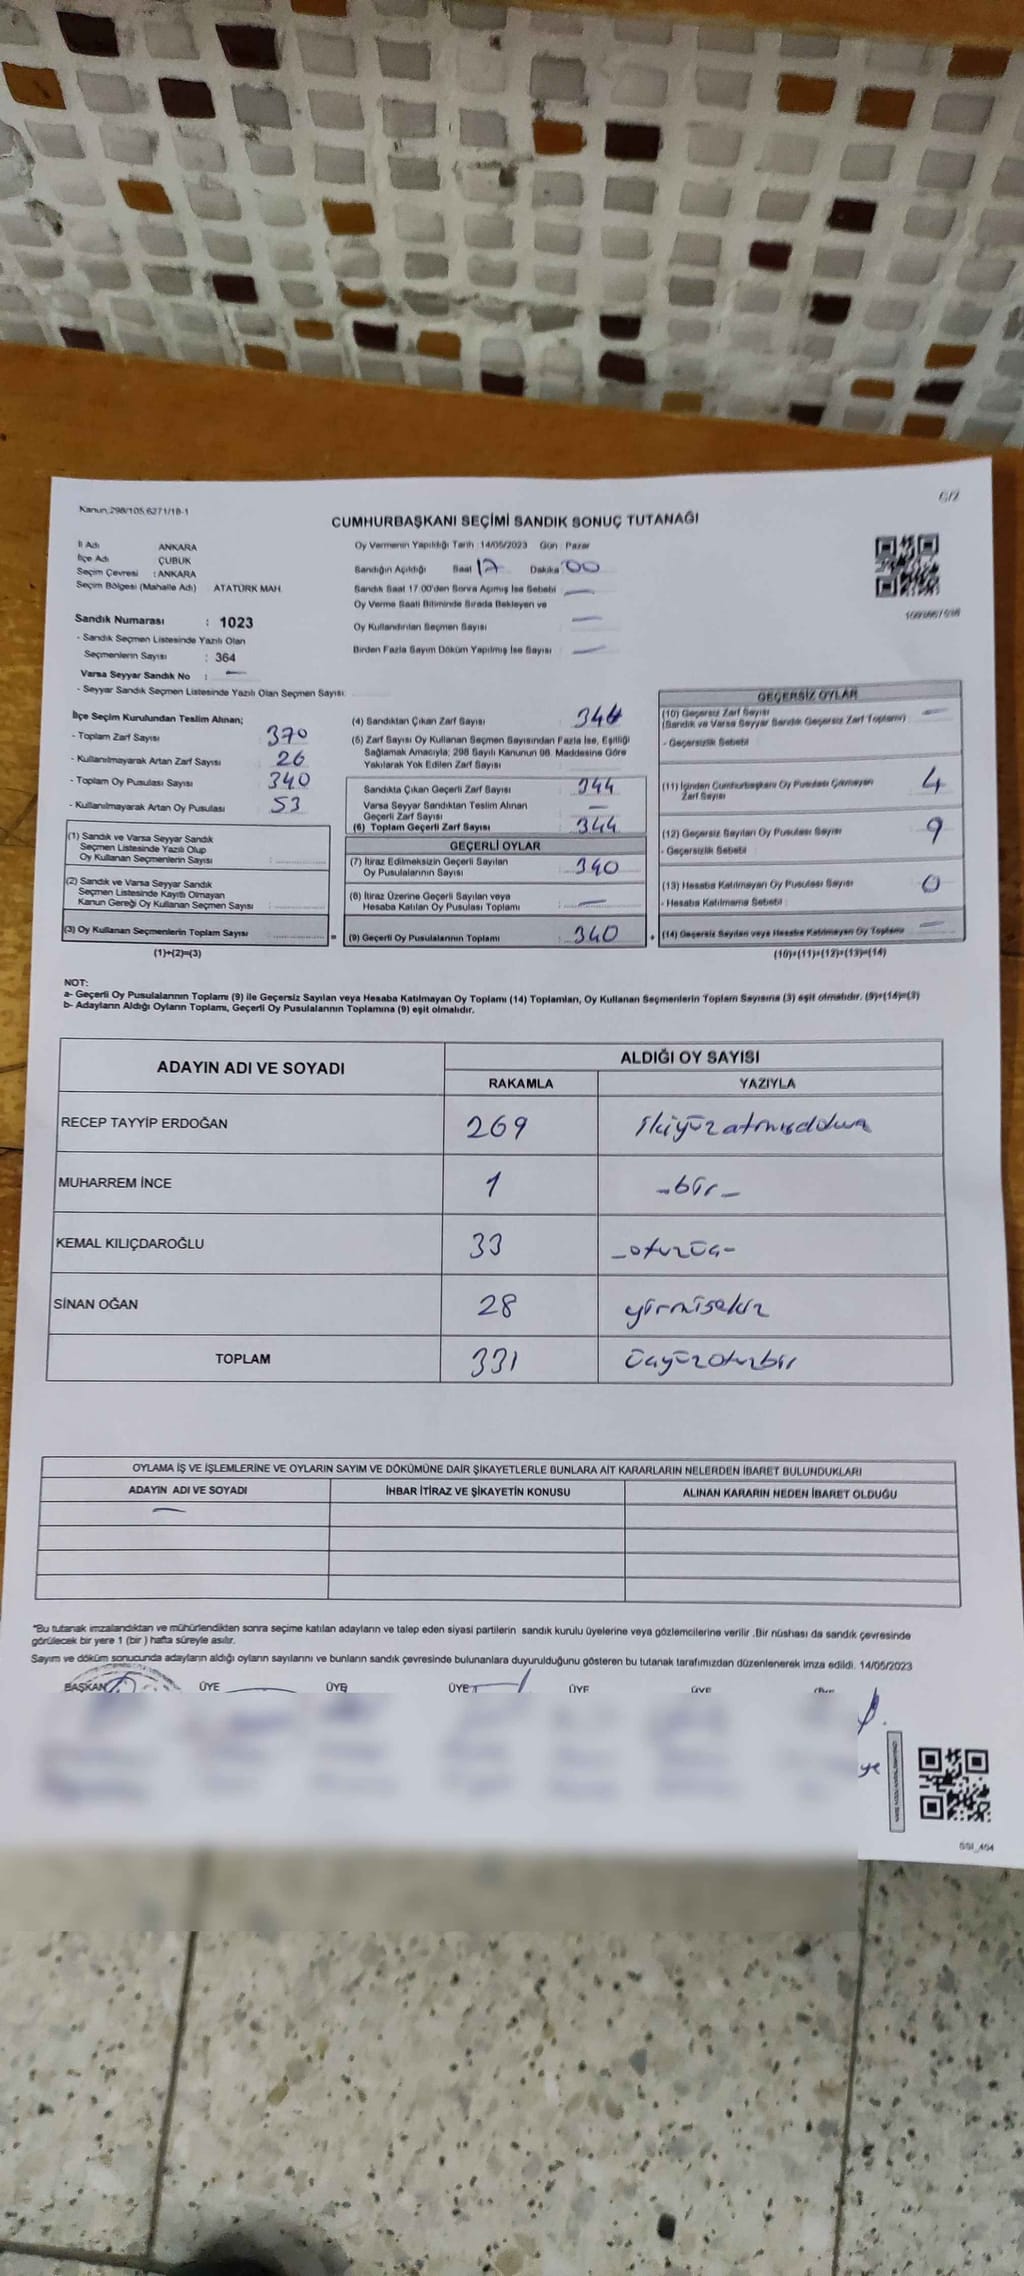 Kanun;298/105,6271/18-1
6/7
CUMHURBAŞKANI SEÇİMİ SANDIK SONUÇ TUTANAĞI
İl Adı ANKARA
İlçe Adı ÇUBUK
Seçim Çevresi : ANKARA
Seçim Bölgesi (Mahalle Adı) ATATÜRK MAH.
Sandık Numarası : 1023
- Sandık Seçmen Listesinde Yazılı Olan
Seçmenlerin Sayısı : 364
Varsa Seyyar Sandık No : —
- Seyyar Sandık Seçmen Listesinde Yazılı Olan Seçmen Sayısı:
Oy Vermenin Yapıldığı Tarih :14/05/2023 Gün : Pazar
Sandığın Açıldığı Saat 17 Dakika :00
Sandık Saat 17.00'den Sonra Açılmış İse Sebebi —
Oy Verme Saati Bitiminde Sırada Bekleyen ve
Oy Kullandırılan Seçmen Sayısı —
Birden Fazla Sayım Döküm Yapılmış İse Sayısı —
İlçe Seçim Kurulundan Teslim Alınan;
- Toplam Zarf Sayısı 370
- Kullanılmayarak Artan Zarf Sayısı 26
- Toplam Oy Pusulası Sayısı 340
- Kullanılmayarak Artan Oy Pusulası 53
(1) Sandık ve Varsa Seyyar Sandık
Seçmen Listesinde Yazılı Olup
Oy Kullanan Seçmenlerin Sayısı :
(2) Sandık ve Varsa Seyyar Sandık
Seçmen Listesinde Kayıtlı Olmayan
Kanun Gereği Oy Kullanan Seçmen Sayısı :
(3) Oy Kullanan Seçmenlerin Toplam Sayısı
(1)+(2)=(3)
(4) Sandıktan Çıkan Zarf Sayısı 344
(5) Zarf Sayısı Oy Kullanan Seçmen Sayısından Fazla İse, Eşitliği
Sağlamak Amacıyla; 298 Sayılı Kanunun 98. Maddesine Göre
Yakılarak Yok Edilen Zarf Sayısı
Sandıkta Çıkan Geçerli Zarf Sayısı 344
Varsa Seyyar Sandıktan Teslim Alınan
Geçerli Zarf Sayısı —
(6) Toplam Geçerli Zarf Sayısı 344
GEÇERLİ OYLAR
(7) İtiraz Edilmeksizin Geçerli Sayılan
Oy Pusulalarının Sayısı : 340
(8) İtiraz Üzerine Geçerli Sayılan veya
Hesaba Katılan Oy Pusulası Toplamı : —
(9) Geçerli Oy Pusulalarının Toplamı : 340
GEÇERSİZ OYLAR
(10) Geçersiz Zarf Sayısı —
(Sandık ve Varsa Seyyar Sandık Geçersiz Zarf Toplamı)
- Geçersizlik Sebebi :
(11) İçinden Cumhurbaşkanı Oy Pusulası Çıkmayan 4
Zarf Sayısı
(12) Geçersiz Sayılan Oy Pusulası Sayısı 9
- Geçersizlik Sebebi :
(13) Hesaba Katılmayan Oy Pusulası Sayısı 0
- Hesaba Katılmama Sebebi :
(14) Geçersiz Sayılan veya Hesaba Katılmayan Oy Toplamı —
(10)+(11)+(12)+(13)=(14)
NOT:
a- Geçerli Oy Pusulalarının Toplamı (9) ile Geçersiz Sayılan veya Hesaba Katılmayan Oy Toplamı (14) Toplamları, Oy Kullanan Seçmenlerin Toplam Sayısına (3) eşit olmalıdır. (9)+(14)=(3)
b- Adayların Aldığı Oyların Toplamı, Geçerli Oy Pusulalarının Toplamına (9) eşit olmalıdır.
ADAYIN ADI VE SOYADI ALDIĞI OY SAYISI
RAKAMLA YAZIYLA
RECEP TAYYİP ERDOĞAN 269 ikiyüzatmışdokuz
MUHARREM İNCE 1 -bir-
KEMAL KILIÇDAROĞLU 33 -otuzüç-
SİNAN OĞAN 28 yirmisekiz
TOPLAM 331 üçyüzotuzbir
OYLAMA İŞ VE İŞLEMLERİNE VE OYLARIN SAYIM VE DÖKÜMÜNE DAİR ŞİKAYETLERLE BUNLARA AİT KARARLARIN NELERDEN İBARET BULUNDUKLARI
ADAYIN ADI VE SOYADI İHBAR İTİRAZ VE ŞİKAYETİN KONUSU ALINAN KARARIN NEDEN İBARET OLDUĞU
—
"Bu tutanak imzalandıktan ve mühürlendikten sonra seçime katılan adayların ve talep eden siyasi partilerin sandık kurulu üyelerine veya gözlemcilerine verilir .Bir nüshası da sandık çevresinde
görülecek bir yere 1 (bir ) hafta süreyle asılır.
Sayım ve döküm sonucunda adayların aldığı oyların sayılarını ve bunların sandık çevresinde bulunanlara duyurulduğunu gösteren bu tutanak tarafımızdan düzenlenerek imza edildi. 14/05/2023
BAŞKAN ÜYE ÜYE ÜYE ÜYE ÜYE
ye